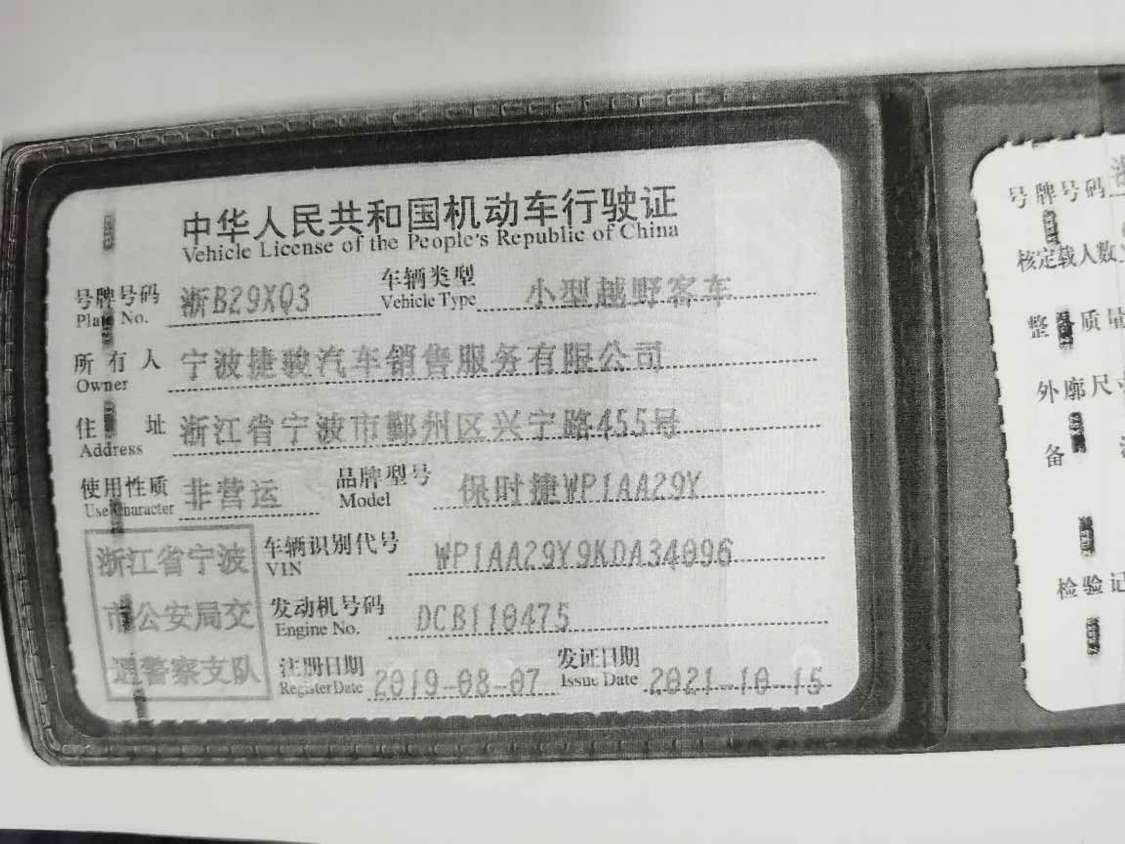 中华人民共和国机动车行驶证
Vehicle License of the People's Republic of China
号牌号码 浙B29XQ3 车辆类型 小型越野客车
Plate No. Vehicle Type
所有人 宁波捷骏汽车销售服务有限公司
Owner
住址 浙江省宁波市鄞州区兴宁路455号
Address
使用性质 非营运 品牌型号 保时捷WP1AA29Y
Use Character Model
浙江省宁波
市公安局交
通警察支队
车辆识别代号 WP1AA29Y9KDA34096
VIN
发动机号码 DCB110475
Engine No.
注册日期 2019-08-07 发证日期 2021-10-15
Register Date Issue Date
号牌号码
核定载人数
整 质量
外廓尺
备
检验记